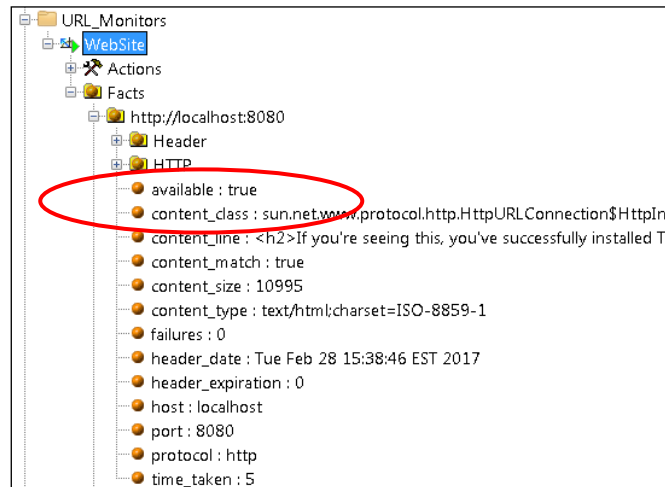 URL_Monitors
WebSite
Actions
Facts
http://localhost:8080
Header
HTTP
available : true
content_class : sun.net.www.protocol.http.HttpURLConnection$HttpIn
content_line : <h2>If you're seeing this, you've successfully installed T
content_match : true
content_size : 10995
content_type : text/html;charset=ISO-8859-1
failures : 0
header_date : Tue Feb 28 15:38:46 EST 2017
header_expiration : 0
host : localhost
port : 8080
protocol : http
time_taken : 5